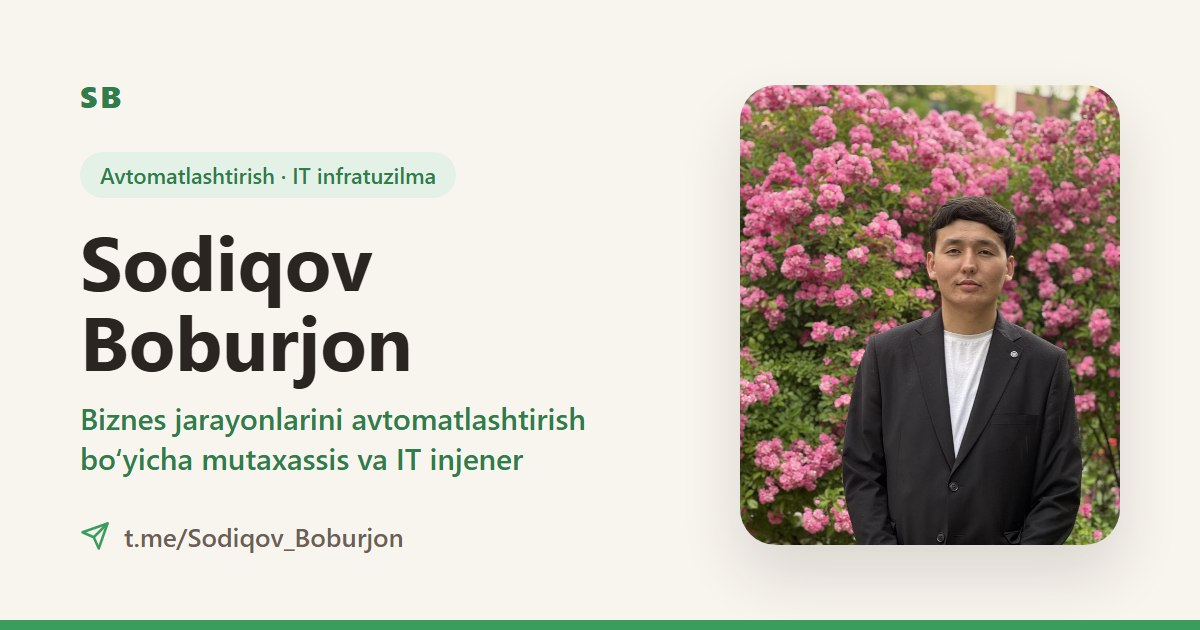 SB
Avtomatlashtirish · IT infratuzilma
Sodiqov
Boburjon
Biznes jarayonlarini avtomatlashtirish
bo‘yicha mutaxassis va IT injener
t.me/Sodiqov_Boburjon